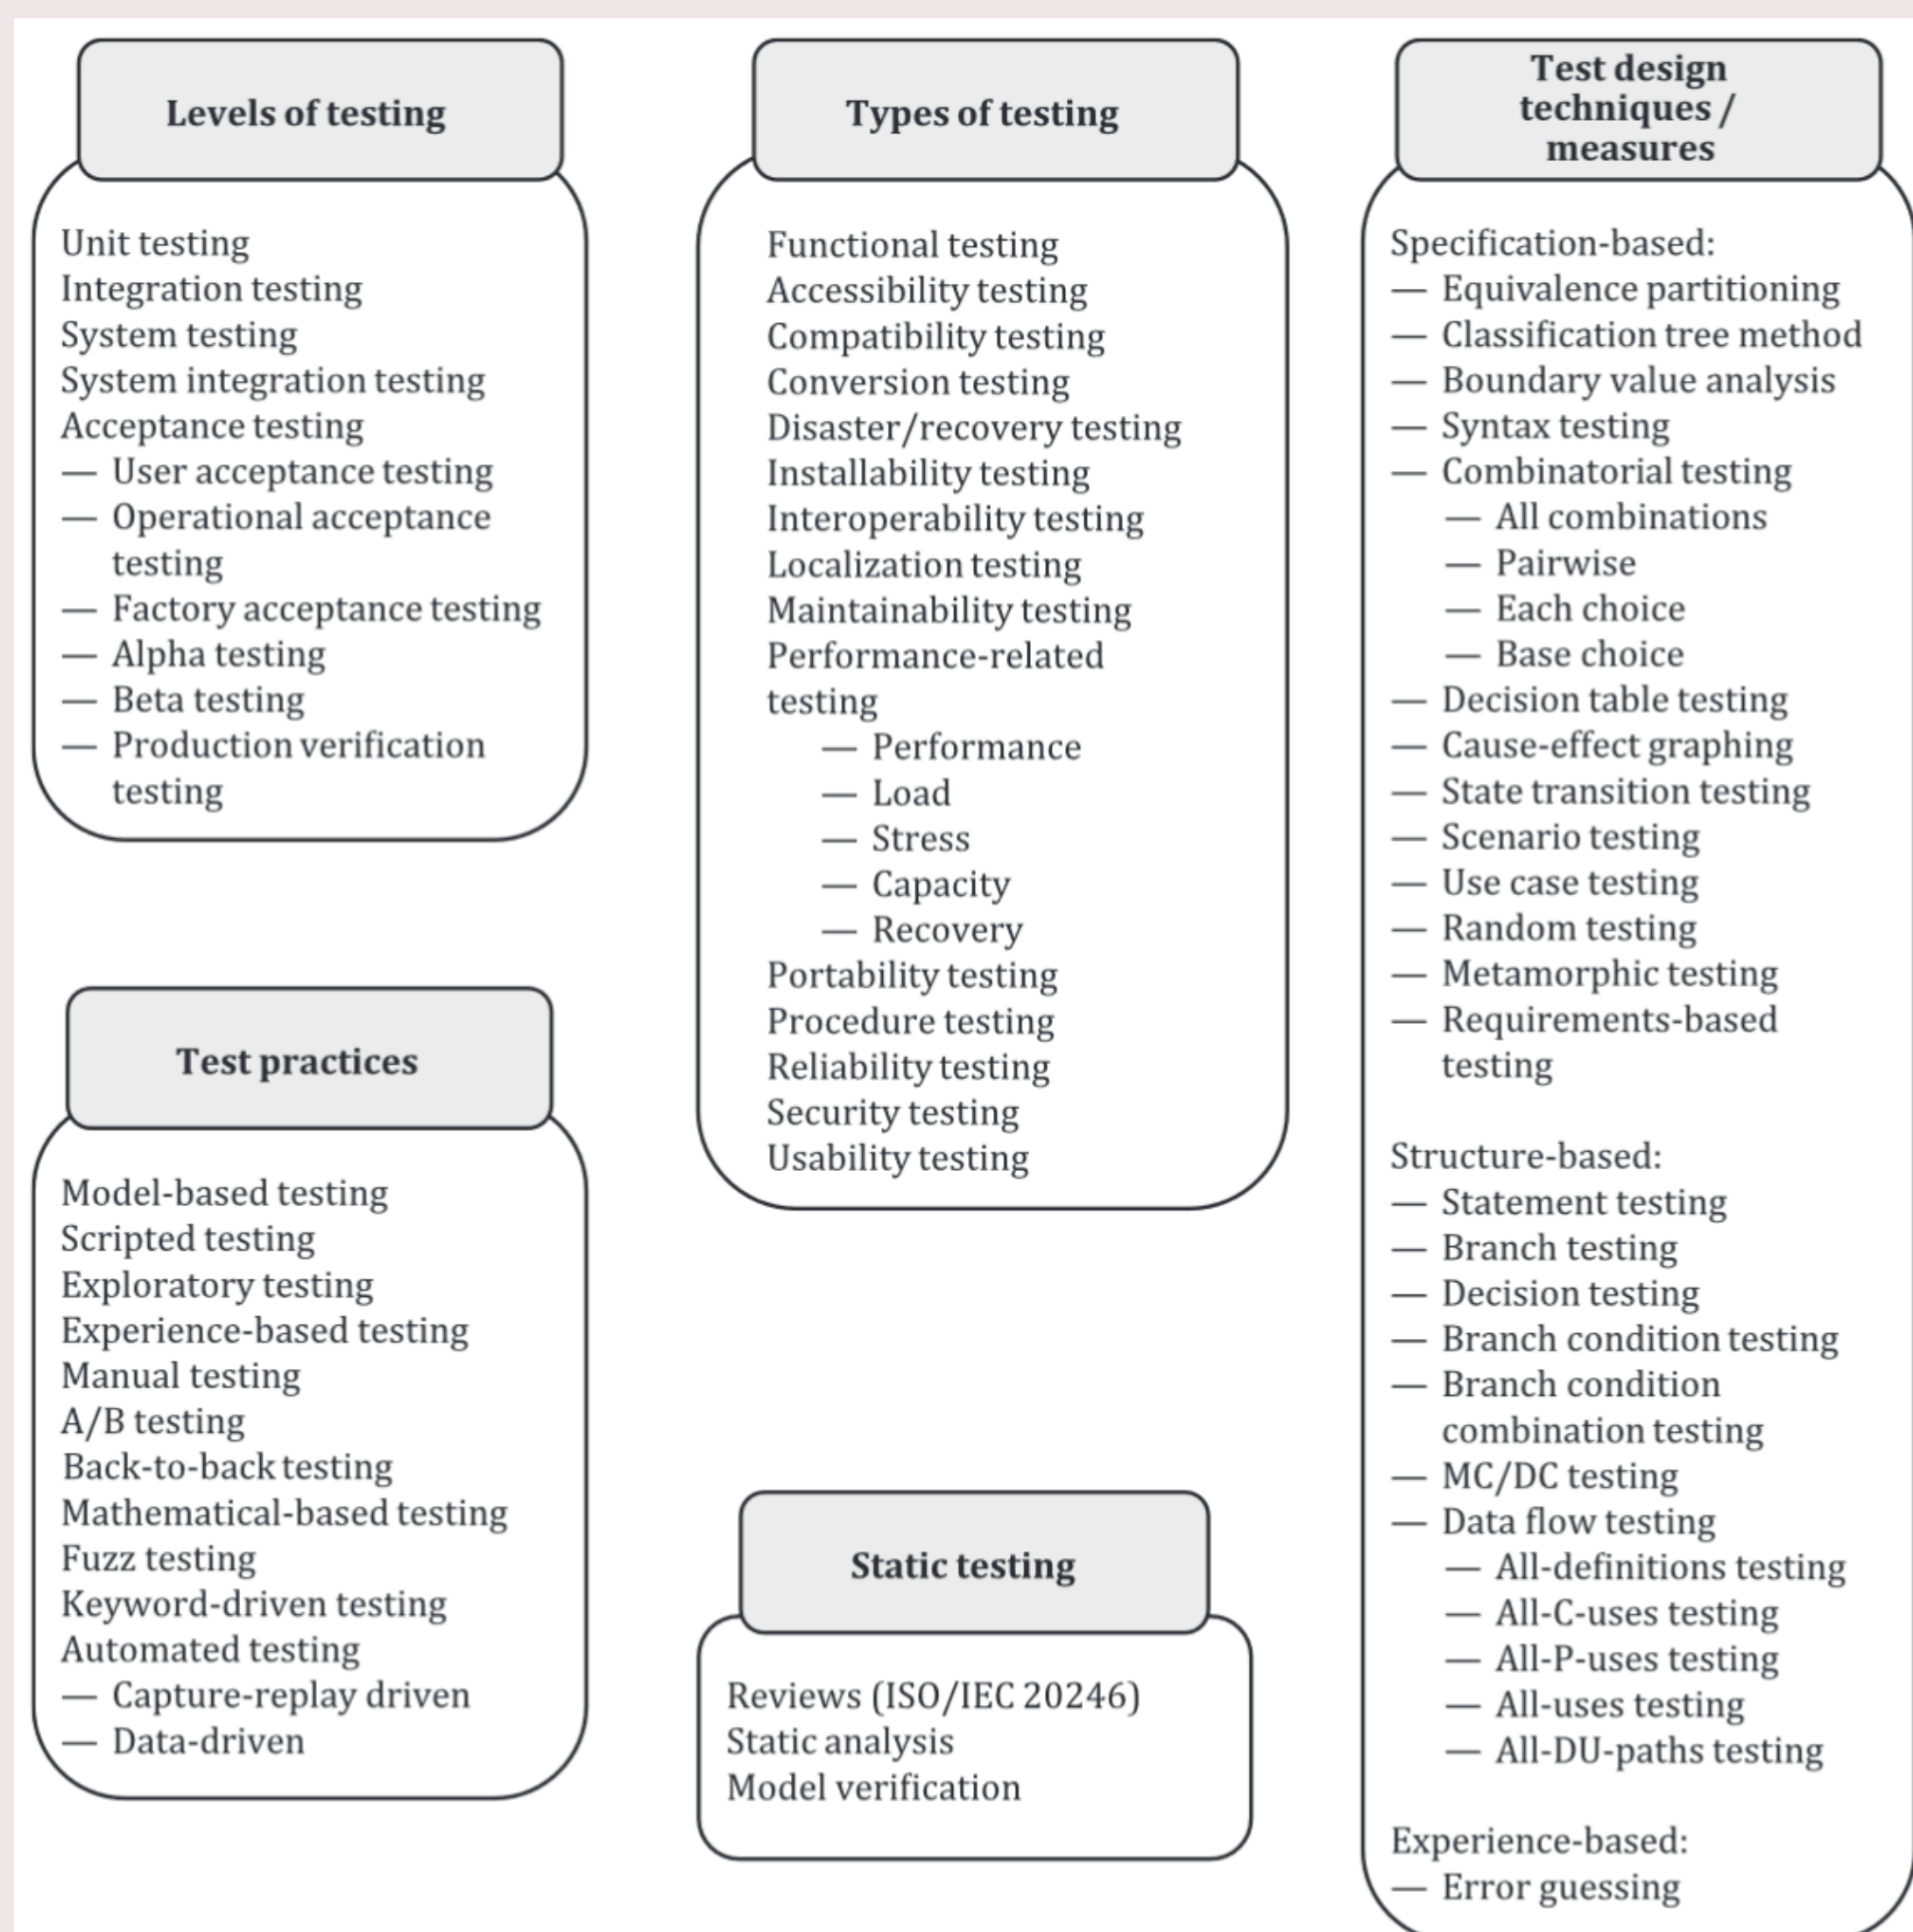 Levels of testing
Unit testing
Integration testing
System testing
System integration testing
Acceptance testing
— User acceptance testing
— Operational acceptance
testing
— Factory acceptance testing
— Alpha testing
— Beta testing
— Production verification
testing
Test practices
Model-based testing
Scripted testing
Exploratory testing
Experience-based testing
Manual testing
A/B testing
Back-to-back testing
Mathematical-based testing
Fuzz testing
Keyword-driven testing
Automated testing
— Capture-replay driven
— Data-driven
Types of testing
Functional testing
Accessibility testing
Compatibility testing
Conversion testing
Disaster/recovery testing
Installability testing
Interoperability testing
Localization testing
Maintainability testing
Performance-related
testing
— Performance
— Load
— Stress
— Capacity
— Recovery
Portability testing
Procedure testing
Reliability testing
Security testing
Usability testing
Static testing
Reviews (ISO/IEC 20246)
Static analysis
Model verification
Test design
techniques /
measures
Specification-based:
— Equivalence partitioning
— Classification tree method
— Boundary value analysis
— Syntax testing
— Combinatorial testing
— All combinations
— Pairwise
— Each choice
— Base choice
— Decision table testing
— Cause-effect graphing
— State transition testing
— Scenario testing
— Use case testing
— Random testing
— Metamorphic testing
— Requirements-based
testing
Structure-based:
— Statement testing
— Branch testing
— Decision testing
— Branch condition testing
— Branch condition
combination testing
— MC/DC testing
— Data flow testing
— All-definitions testing
— All-C-uses testing
— All-P-uses testing
— All-uses testing
— All-DU-paths testing
Experience-based:
— Error guessing